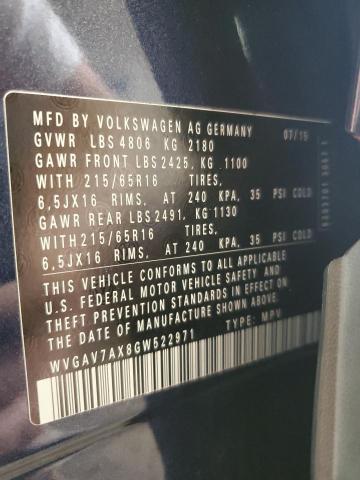 MFD BY VOLKSWAGEN AG GERMANY 07/15
GVWR LBS 4806 KG 2180
GAWR FRONT LBS 2425, KG 1100
WITH 215/65R16 TIRES,
6,5JX16 RIMS, AT 240 KPA, 35 PSI COLD
GAWR REAR LBS 2491, KG 1130
WITH 215/65R16 TIRES,
6,5JX16 RIMS, AT 240 KPA, 35 PSI COLD
THIS VEHICLE CONFORMS TO ALL APPLICABLE
U.S. FEDERAL MOTOR VEHICLE SAFETY AND
THEFT PREVENTION STANDARDS IN EFFECT ON
DATE OF MANUFACTURE SHOWN ABOVE.
WVGAV7AX8GW522971 TYPE: MPV